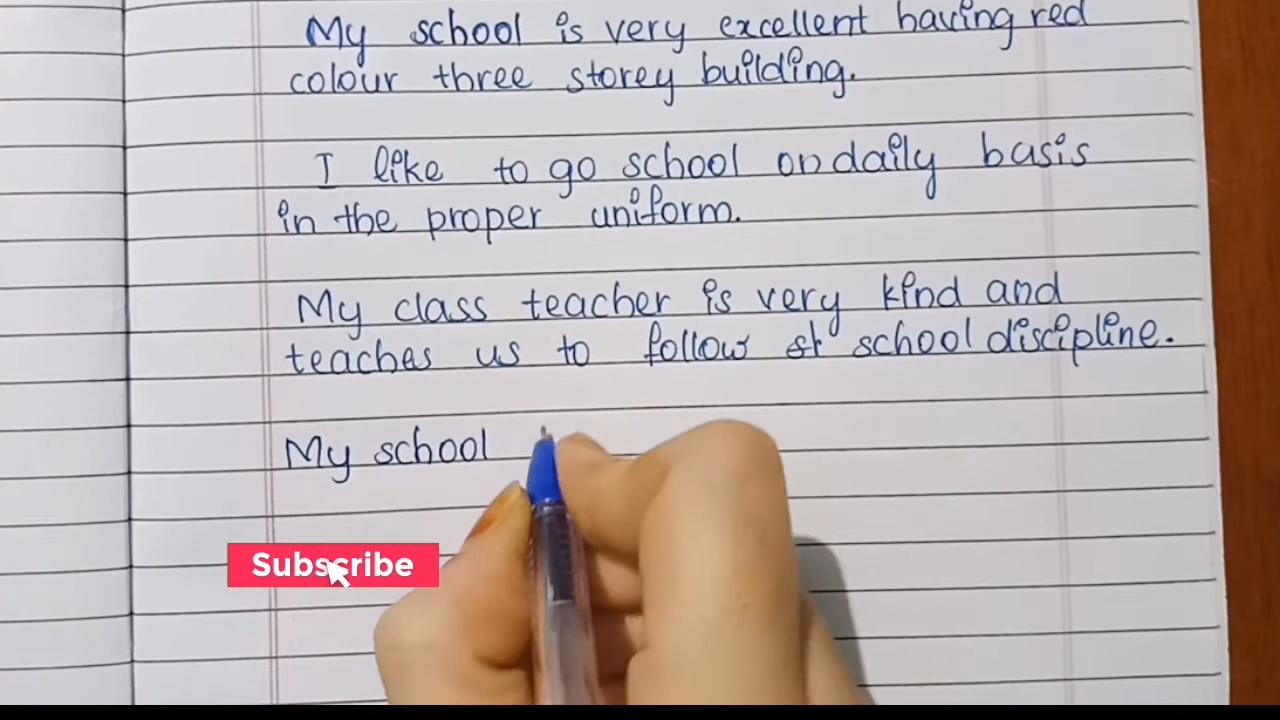 My school is very excellent having red
colour three storey building.
I like to go school on daily basis
in the proper uniform.
My class teacher is very kind and
teaches us to follow st school discipline.
My school
Subscribe